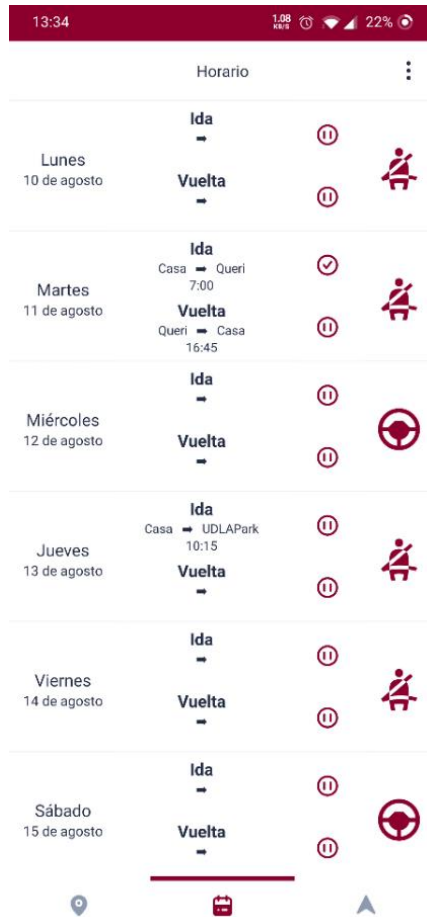 13:34
1.08 KB/S 22%
Horario
Lunes
10 de agosto
Ida
➡
Vuelta
➡
Martes
11 de agosto
Ida
Casa ➡ Queri
7:00
Vuelta
Queri ➡ Casa
16:45
Miércoles
12 de agosto
Ida
➡
Vuelta
➡
Jueves
13 de agosto
Ida
Casa ➡ UDLAPark
10:15
Vuelta
➡
Viernes
14 de agosto
Ida
➡
Vuelta
➡
Sábado
15 de agosto
Ida
➡
Vuelta
➡